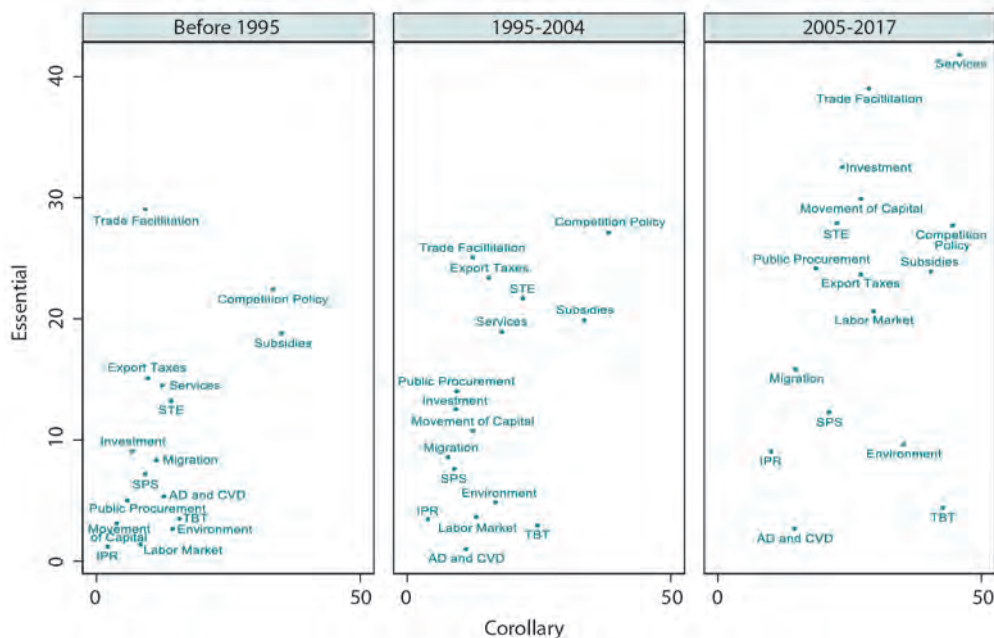 Before 1995
1995-2004
2005-2017
Essential
40
30
20
10
0
Trade Facillitation
Competition Policy
Subsidies
Export Taxes
Services
STE
Investment
Migration
SPS
AD and CVD
Public Procurement
TBT
Movement
of Capital
Environment
IPR
Labor Market
Competition Policy
Trade Facillitation
Export Taxes
STE
Subsidies
Services
Public Procurement
Investment
Movement of Capital
Migration
SPS
Environment
IPR
Labor Market
TBT
AD and CVD
Services
Trade Facillitation
Investment
Movement of Capital
STE
Competition
Policy
Public Procurement
Subsidies
Export Taxes
Labor Market
Migration
SPS
Environment
IPR
TBT
AD and CVD
0 50
0 50
0 50
Corollary